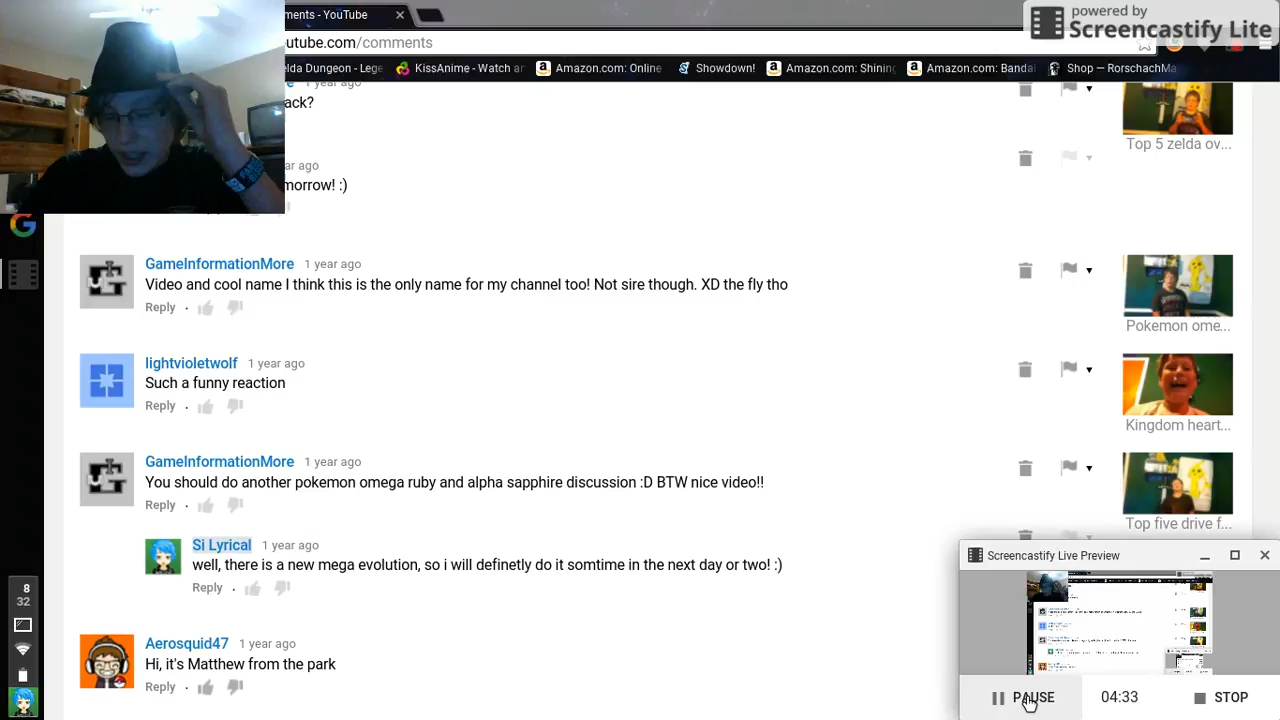 powered by
Screencastify Lite
ments - YouTube
utube.com/comments
elda Dungeon - Lege
KissAnime - Watch an
Amazon.com: Online
Showdown!
Amazon.com: Shining
Amazon.com: Bandai
Shop — RorschachMa
1 year ago
ack?
Top 5 zelda ov...
ar ago
morrow! :)
GameInformationMore 1 year ago
Video and cool name I think this is the only name for my channel too! Not sire though. XD the fly tho
Reply
Pokemon ome...
lightvioletwolf 1 year ago
Such a funny reaction
Reply
Kingdom heart...
GameInformationMore 1 year ago
You should do another pokemon omega ruby and alpha sapphire discussion :D BTW nice video!!
Reply
Top five drive f...
Si Lyrical 1 year ago
well, there is a new mega evolution, so i will definetly do it somtime in the next day or two! :)
Reply
Aerosquid47 1 year ago
Hi, it's Matthew from the park
Reply
Screencastify Live Preview
PAUSE
04:33
STOP
8
32